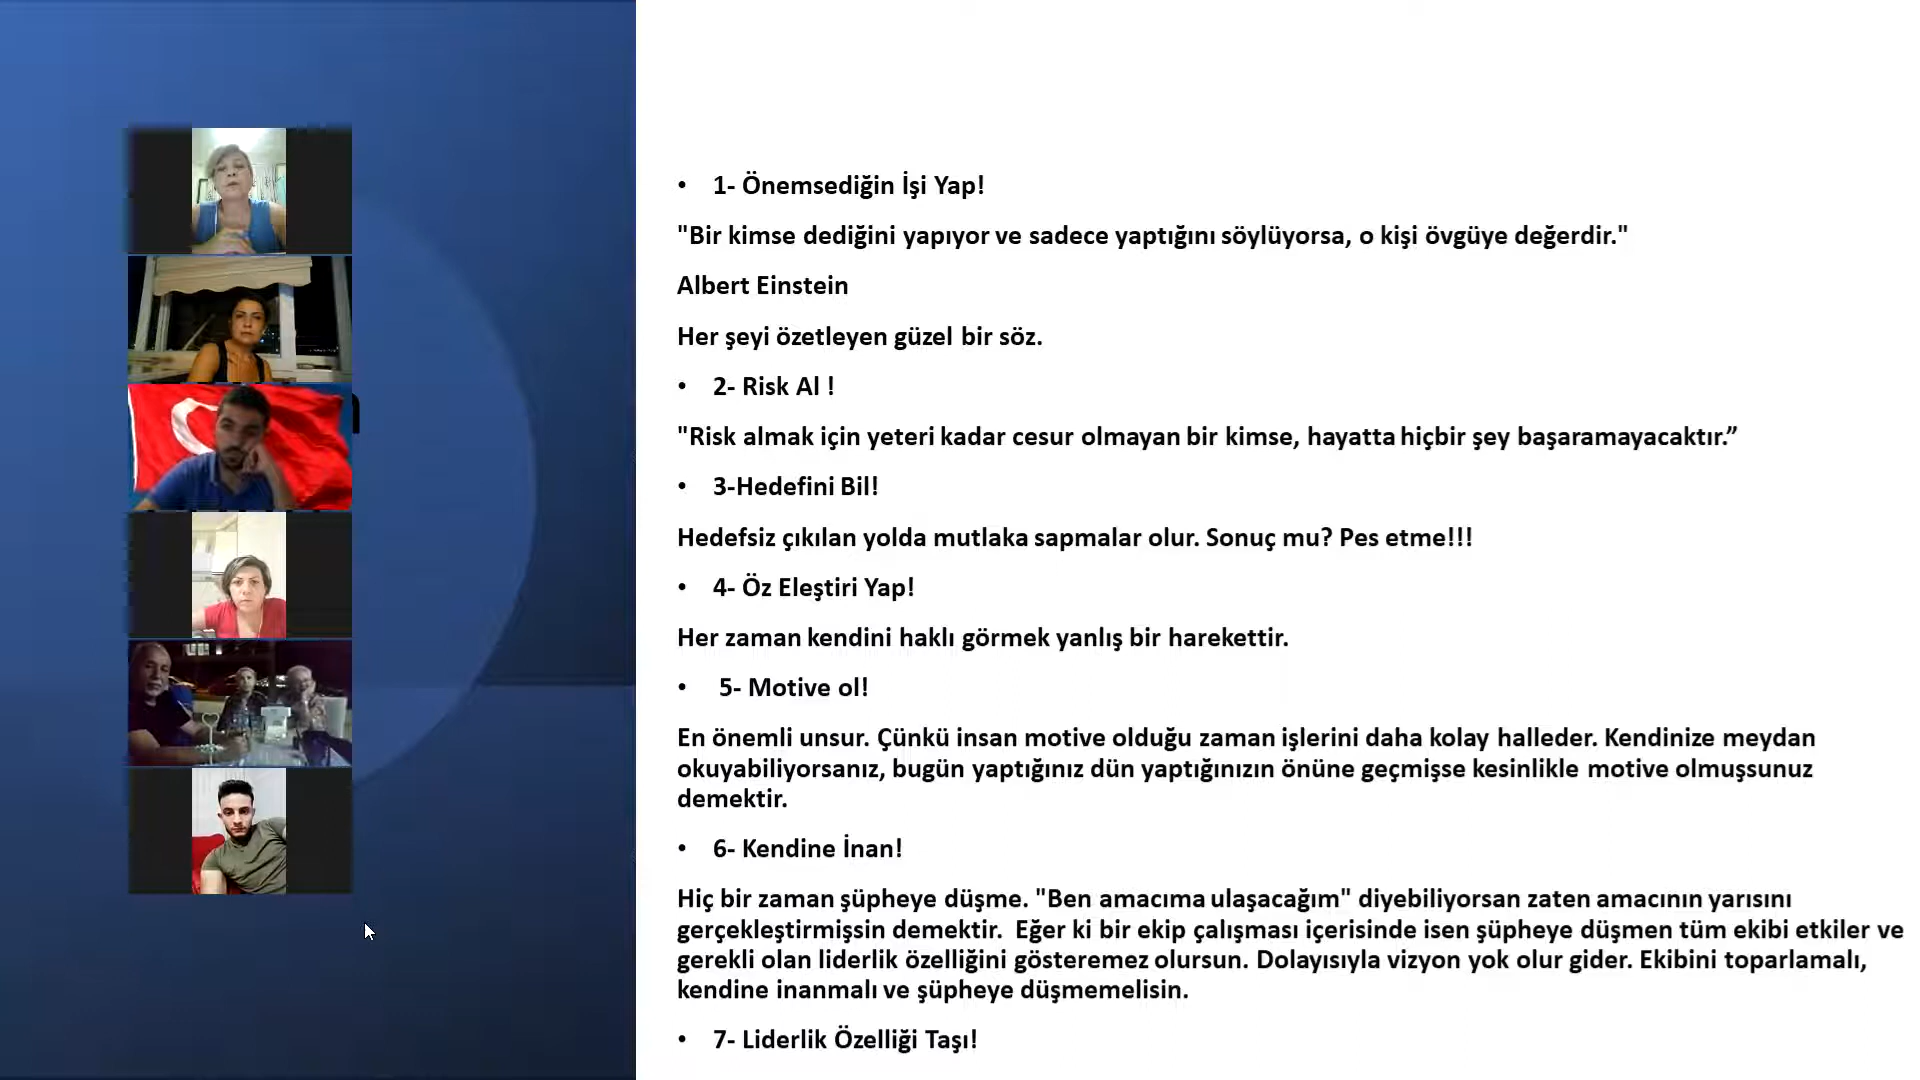 • 1- Önemsediğin İşi Yap!
"Bir kimse dediğini yapıyor ve sadece yaptığını söylüyorsa, o kişi övgüye değerdir."
Albert Einstein
Her şeyi özetleyen güzel bir söz.
• 2- Risk Al !
"Risk almak için yeteri kadar cesur olmayan bir kimse, hayatta hiçbir şey başaramayacaktır.”
• 3-Hedefini Bil!
Hedefsiz çıkılan yolda mutlaka sapmalar olur. Sonuç mu? Pes etme!!!
• 4- Öz Eleştiri Yap!
Her zaman kendini haklı görmek yanlış bir harekettir.
• 5- Motive ol!
En önemli unsur. Çünkü insan motive olduğu zaman işlerini daha kolay halleder. Kendinize meydan
okuyabiliyorsanız, bugün yaptığınız dün yaptığınızın önüne geçmişse kesinlikle motive olmuşsunuz
demektir.
• 6- Kendine İnan!
Hiç bir zaman şüpheye düşme. "Ben amacıma ulaşacağım" diyebiliyorsan zaten amacının yarısını
gerçekleştirmişsin demektir.  Eğer ki bir ekip çalışması içerisinde isen şüpheye düşmen tüm ekibi etkiler ve
gerekli olan liderlik özelliğini gösteremez olursun. Dolayısıyla vizyon yok olur gider. Ekibini toparlamalı,
kendine inanmalı ve şüpheye düşmemelisin.
• 7- Liderlik Özelliği Taşı!